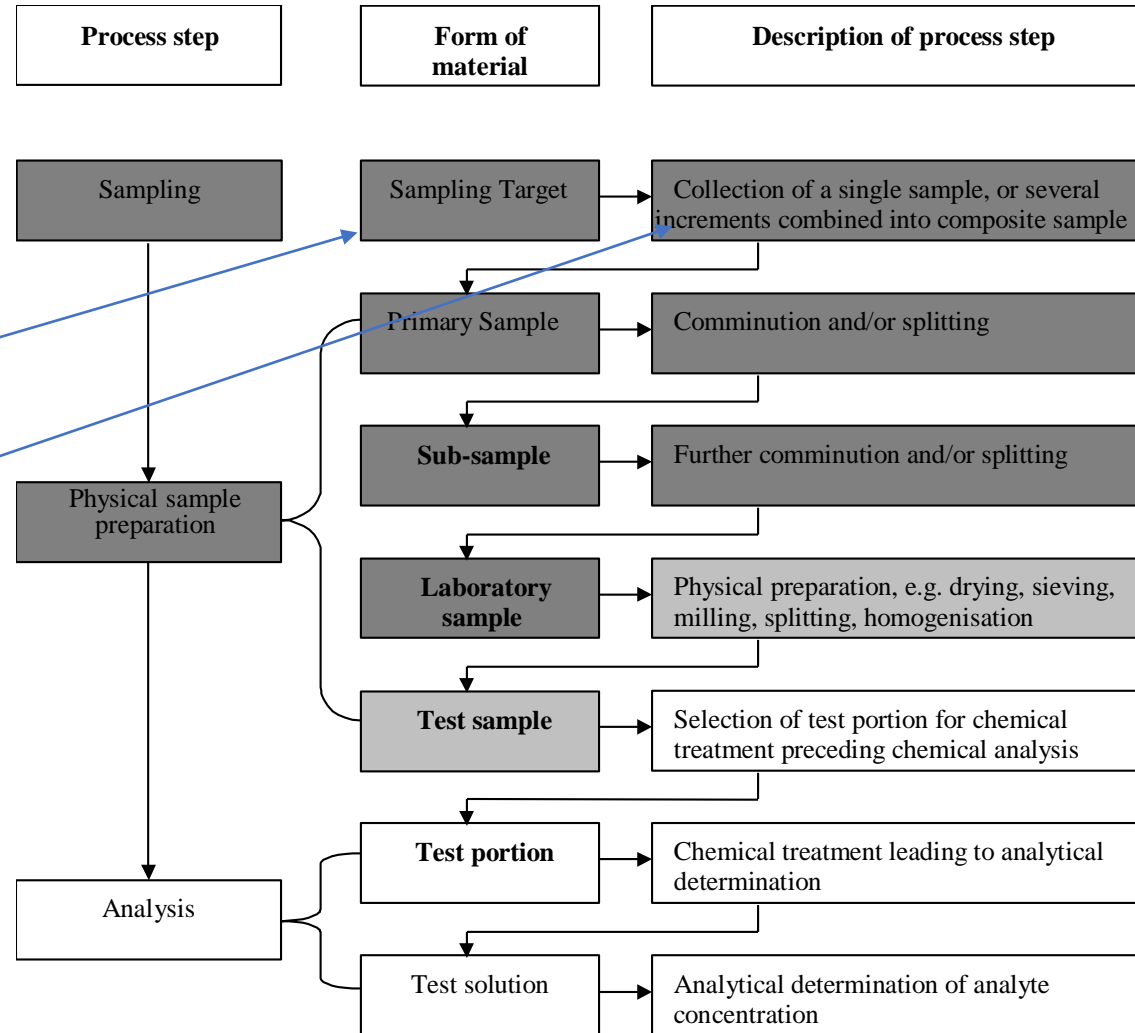 Process step
Form of
material
Description of process step
Sampling
Sampling Target
Collection of a single sample, or several
increments combined into composite sample
Primary Sample
Comminution and/or splitting
Sub-sample
Further comminution and/or splitting
Physical sample
preparation
Laboratory
sample
Physical preparation, e.g. drying, sieving,
milling, splitting, homogenisation
Test sample
Selection of test portion for chemical
treatment preceding chemical analysis
Test portion
Chemical treatment leading to analytical
determination
Analysis
Test solution
Analytical determination of analyte
concentration